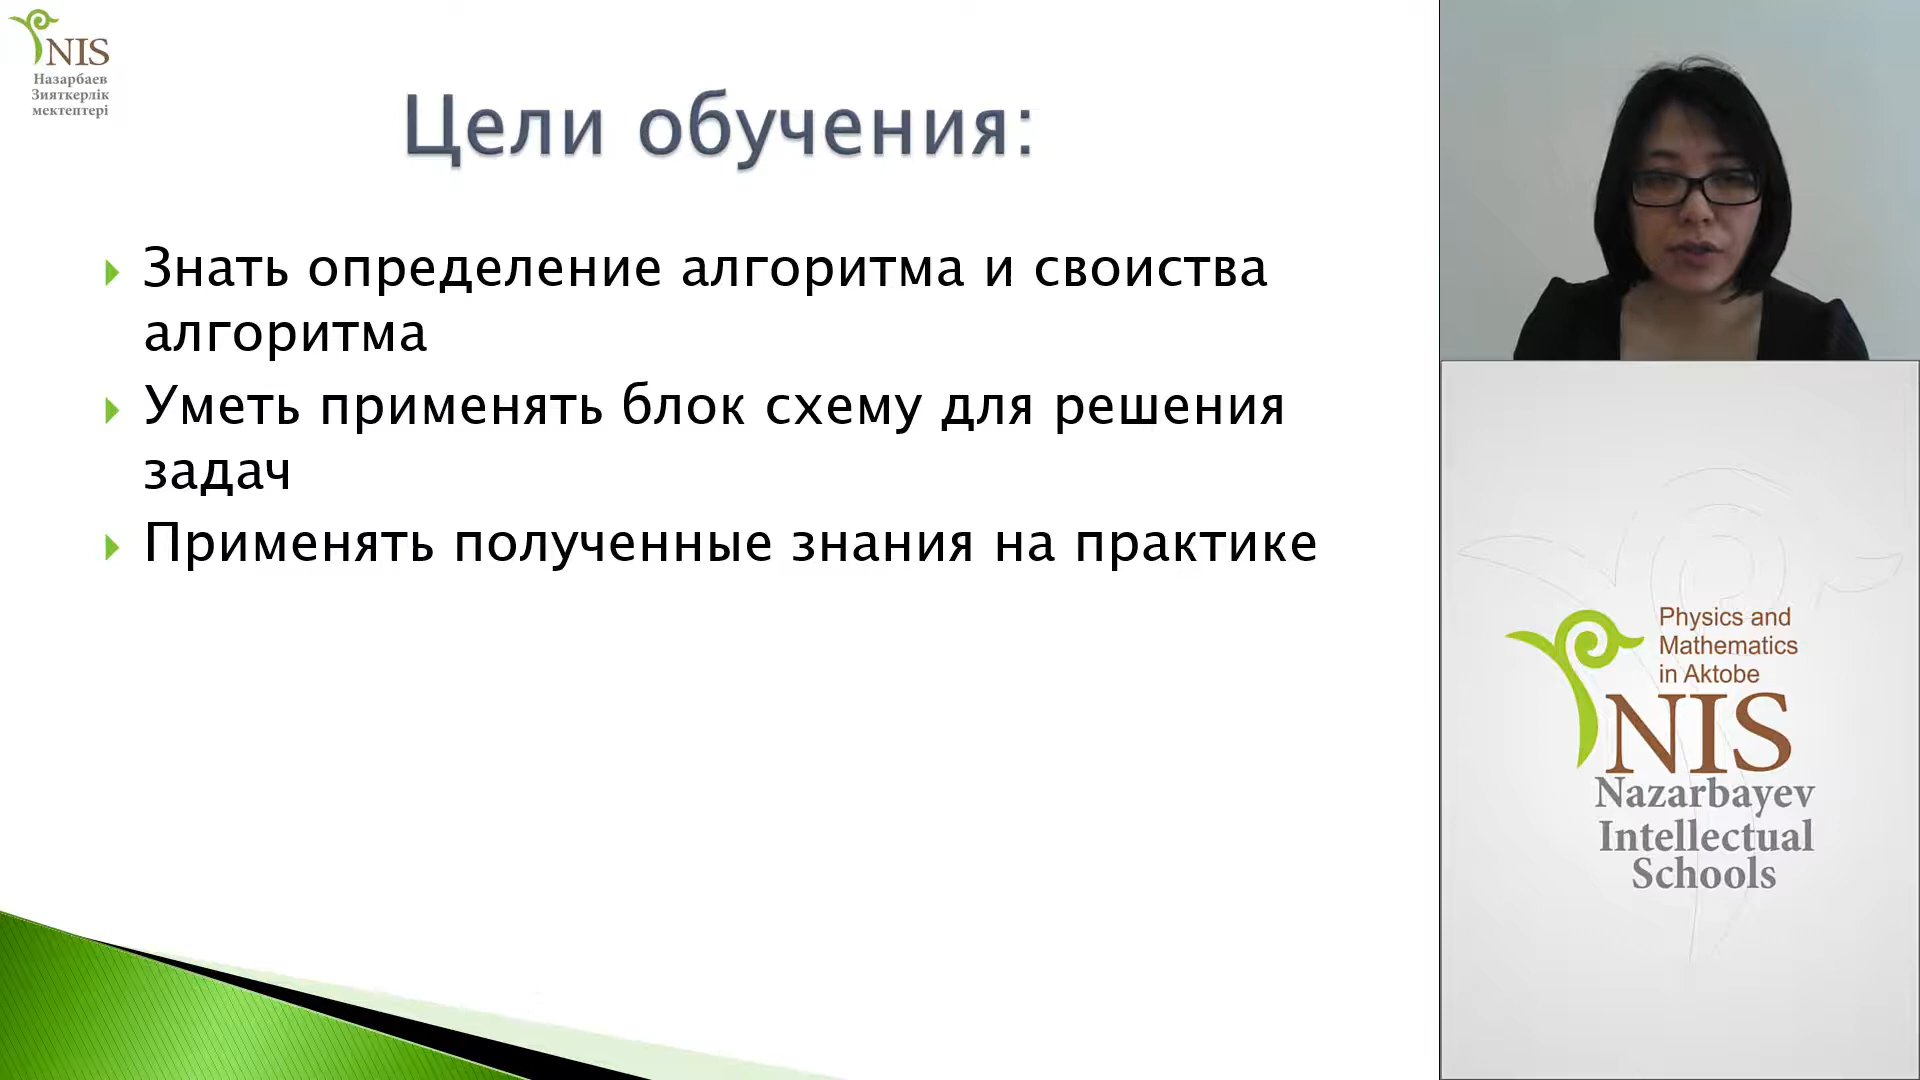 NIS
Назарбаев
Зияткерлік
мектептері
Цели обучения:
Знать определение алгоритма и своиства
алгоритма
Уметь применять блок схему для решения
задач
Применять полученные знания на практике
Physics and
Mathematics
in Aktobe
NIS
Nazarbayev
Intellectual
Schools